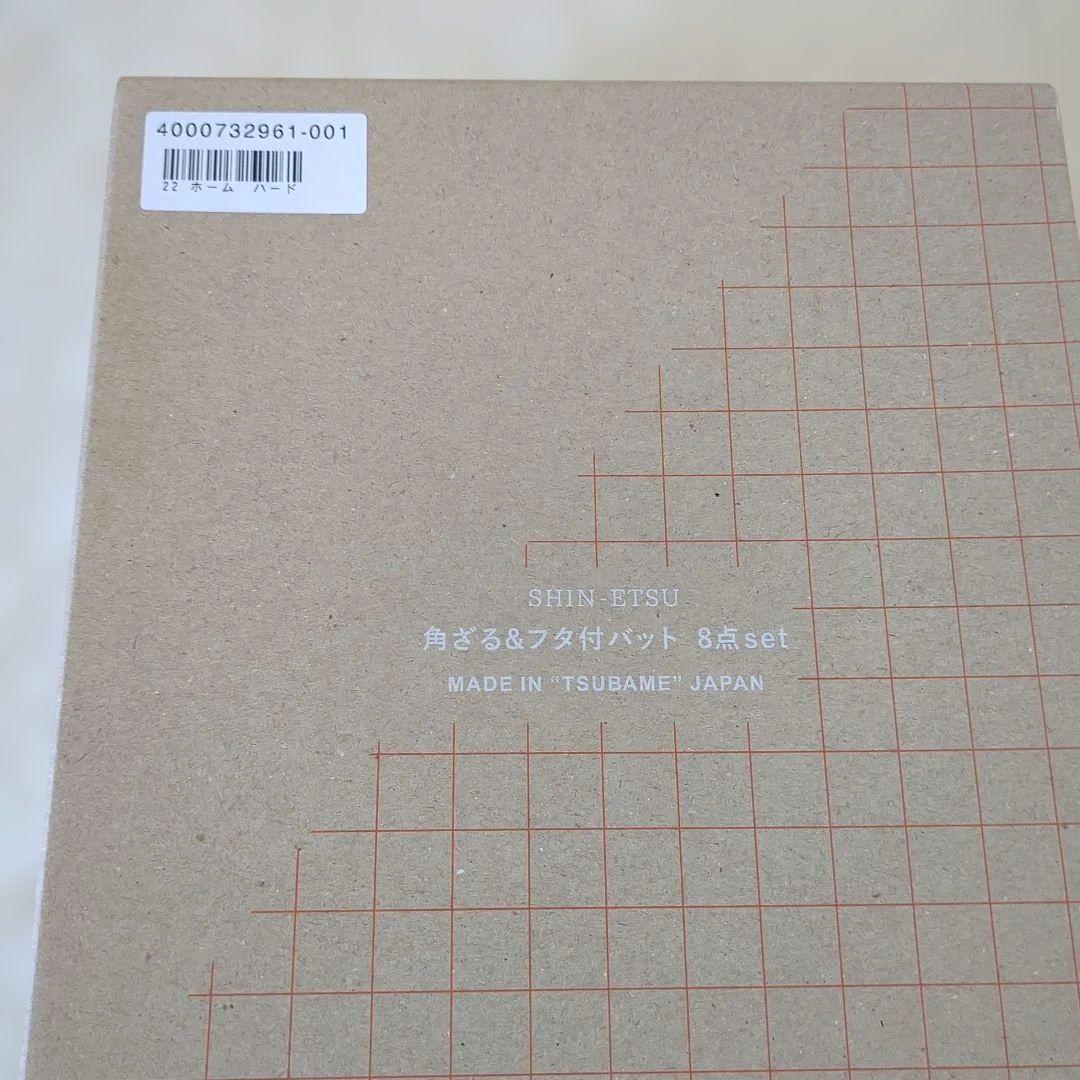 4000732961-001
22 ホーム ハード
SHIN-ETSU
角ざる&フタ付バット 8点set
MADE IN “TSUBAME” JAPAN